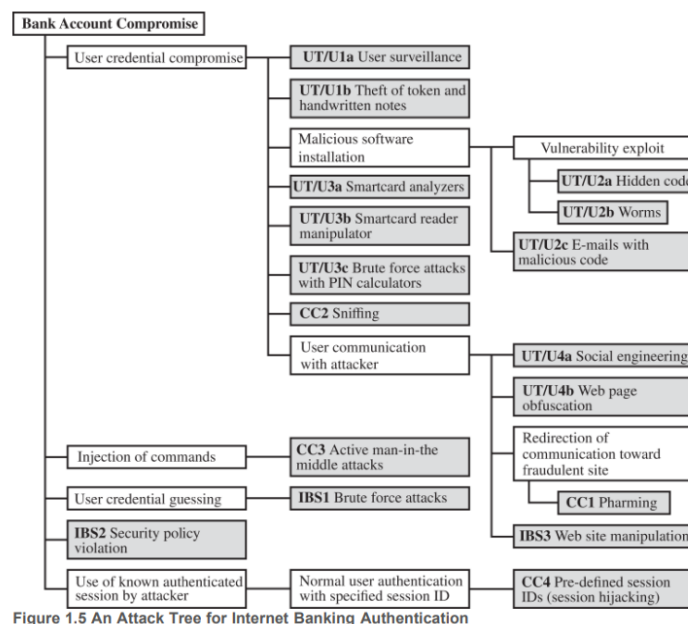 Bank Account Compromise
User credential compromise
UT/U1a User surveillance
UT/U1b Theft of token and
handwritten notes
Malicious software
installation
Vulnerability exploit
UT/U2a Hidden code
UT/U2b Worms
UT/U2c E-mails with
malicious code
UT/U3a Smartcard analyzers
UT/U3b Smartcard reader
manipulator
UT/U3c Brute force attacks
with PIN calculators
CC2 Sniffing
User communication
with attacker
UT/U4a Social engineering
UT/U4b Web page
obfuscation
Redirection of
communication toward
fraudulent site
CC1 Pharming
IBS3 Web site manipulation
Injection of commands
CC3 Active man-in-the
middle attacks
User credential guessing
IBS1 Brute force attacks
IBS2 Security policy
violation
Use of known authenticated
session by attacker
Normal user authentication
with specified session ID
CC4 Pre-defined session
IDs (session hijacking)
Figure 1.5 An Attack Tree for Internet Banking Authentication